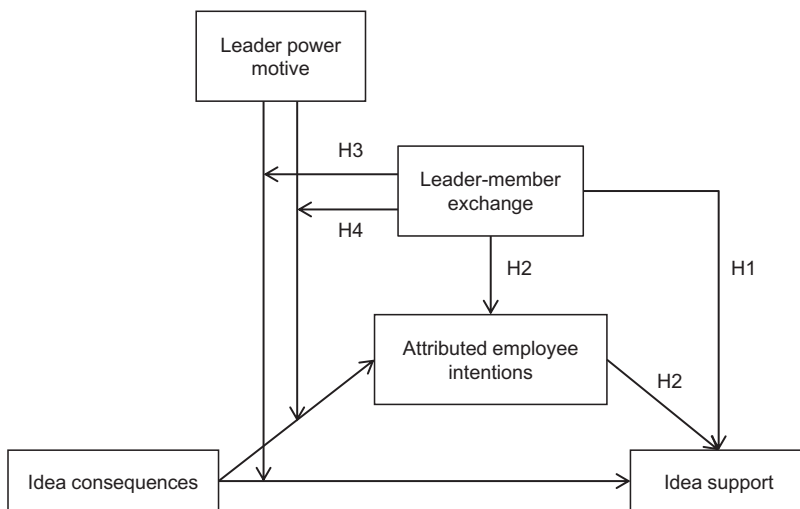 Leader power
motive
H3
Leader-member
exchange
H4
H2
H1
Attributed employee
intentions
H2
Idea consequences
Idea support